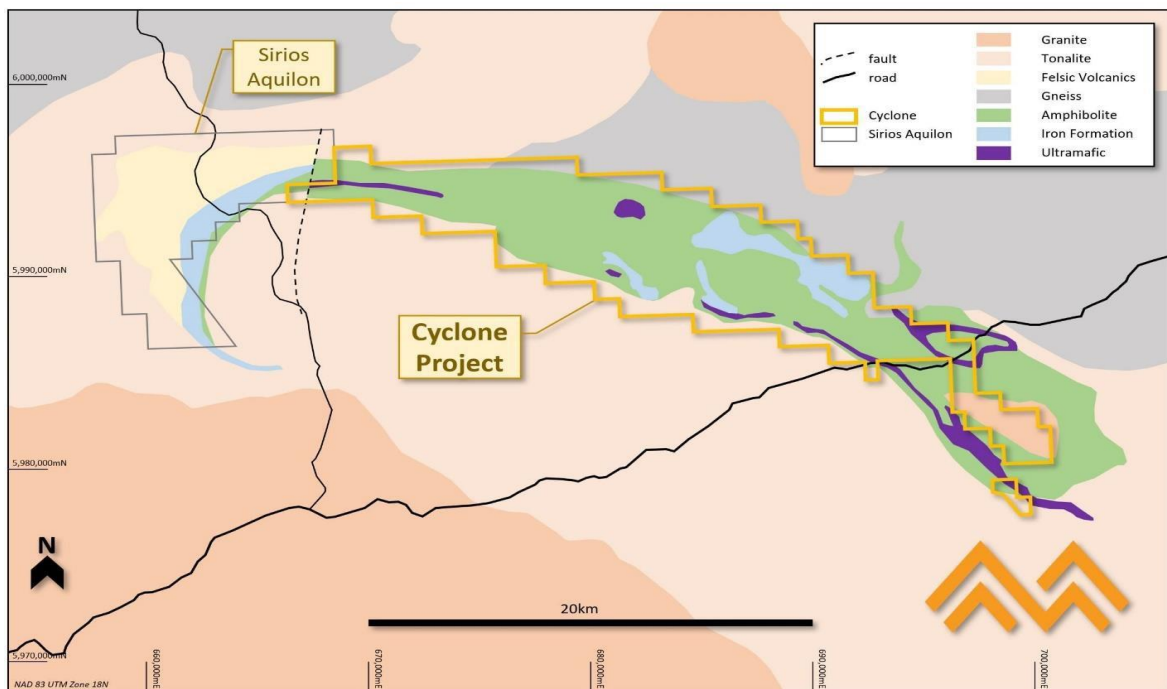 Sirios
Aquilon
6,000,000mN
fault
road
Cyclone
Sirios Aquilon
Granite
Tonalite
Felsic Volcanics
Gneiss
Amphibolite
Iron Formation
Ultramafic
5,990,000mN
Cyclone
Project
5,980,000mN
N
20km
5,970,000mN
660,000mE
670,000mE
680,000mE
690,000mE
700,000mE
NAD 83 UTM Zone 18N